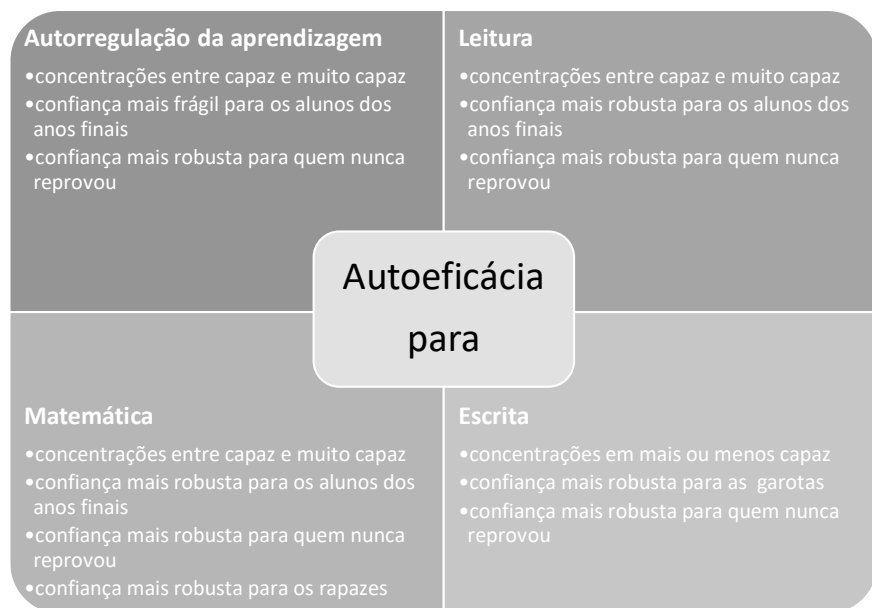 Autorregulação da aprendizagem
•concentrações entre capaz e muito capaz
•confiança mais frágil para os alunos dos
anos finais
•confiança mais robusta para quem nunca
reprovou
Leitura
•concentrações entre capaz e muito capaz
•confiança mais robusta para os alunos dos
anos finais
•confiança mais robusta para quem nunca
reprovou
Autoeficácia
para
Matemática
•concentrações entre capaz e muito capaz
•confiança mais robusta para os alunos dos
anos finais
•confiança mais robusta para quem nunca
reprovou
•confiança mais robusta para os rapazes
Escrita
•concentrações em mais ou menos capaz
•confiança mais robusta para as garotas
•confiança mais robusta para quem nunca
reprovou